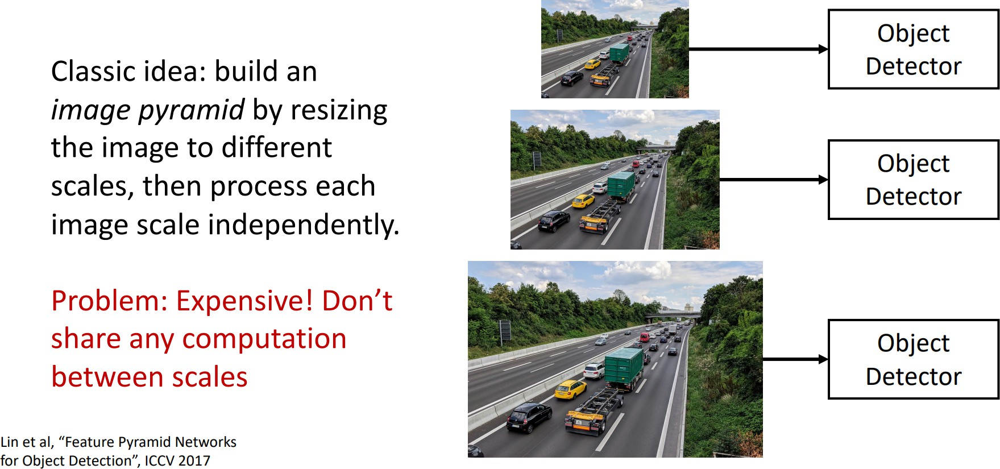 Classic idea: build an
image pyramid by resizing
the image to different
scales, then process each
image scale independently.
Problem: Expensive! Don’t
share any computation
between scales
Lin et al, “Feature Pyramid Networks
for Object Detection”, ICCV 2017
Object
Detector
Object
Detector
Object
Detector